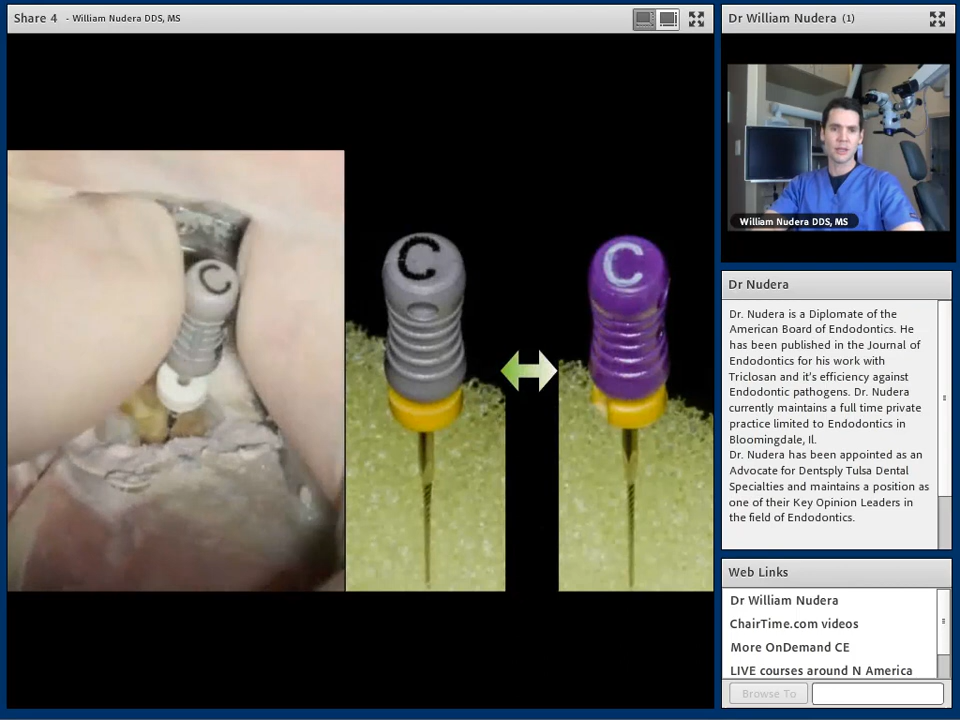 Share 4 - William Nudera DDS, MS
C
C
C
Dr William Nudera (1)
William Nudera DDS, MS
Dr Nudera
Dr. Nudera is a Diplomate of the
American Board of Endodontics. He
has been published in the Journal of
Endodontics for his work with
Triclosan and it's efficiency against
Endodontic pathogens. Dr. Nudera
currently maintains a full time private
practice limited to Endodontics in
Bloomingdale, Il.
Dr. Nudera has been appointed as an
Advocate for Dentsply Tulsa Dental
Specialties and maintains a position as
one of their Key Opinion Leaders in
the field of Endodontics.
Web Links
Dr William Nudera
ChairTime.com videos
More OnDemand CE
LIVE courses around N America
Browse To